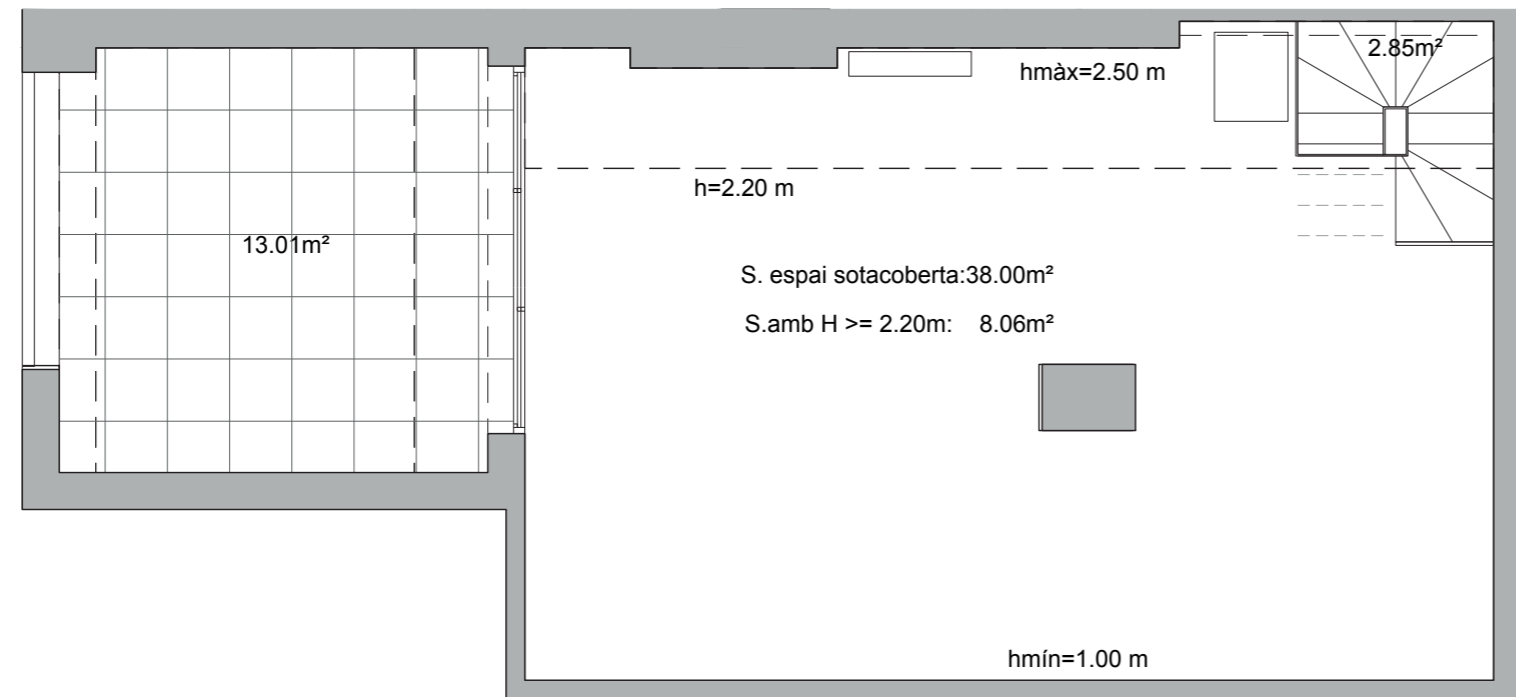 2.85m²
hmàx=2.50 m
h=2.20 m
13.01m²
S. espai sotacoberta:38.00m²
S.amb H >= 2.20m: 8.06m²
hmín=1.00 m